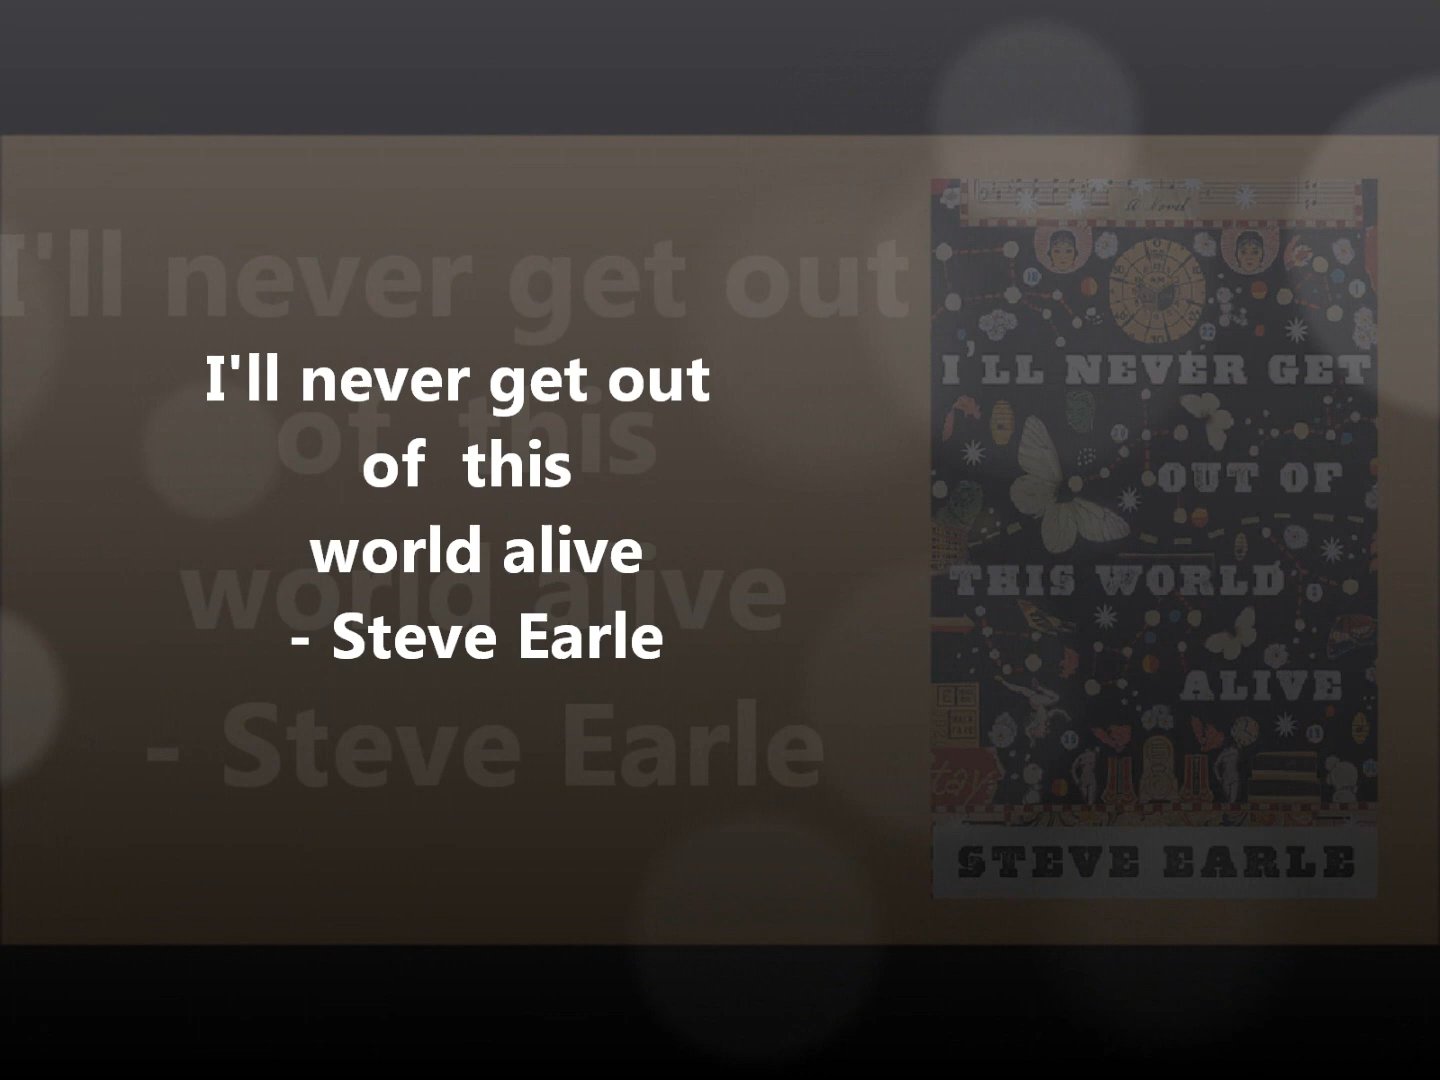 I'll never get out
of this
world alive
- Steve Earle
I'll never get out
of this
world alive
- Steve Earle
a novel
I'LL NEVER GET
OUT OF
THIS WORLD
ALIVE
STEVE EARLE